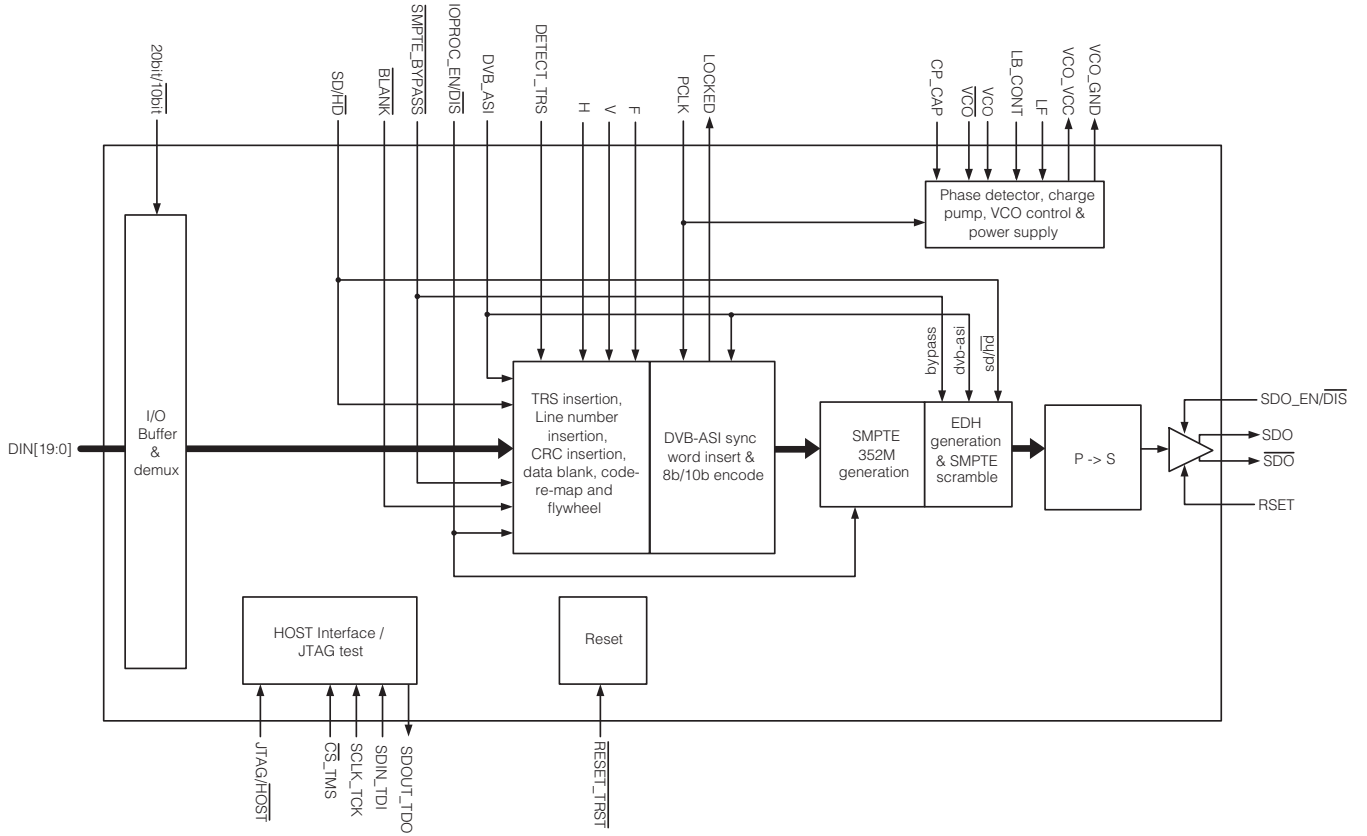 20bit/10bit
SD/HD
BLANK
SMPTE_BYPASS
IOPROC_EN/DIS
DVB_ASI
DETECT_TRS
H
V
F
PCLK
LOCKED
CP_CAP
VCO
VCO
LB_CONT
LF
VCO_VCC
VCO_GND
Phase detector, charge
pump, VCO control &
power supply
bypass
dvb-asi
sd/hd
DIN[19:0]
I/O
Buffer
&
demux
TRS insertion,
Line number
insertion,
CRC insertion,
data blank, code-
re-map and
flywheel
DVB-ASI sync
word insert &
8b/10b encode
SMPTE
352M
generation
EDH
generation
& SMPTE
scramble
P -> S
SDO_EN/DIS
SDO
SDO
RSET
HOST Interface /
JTAG test
Reset
JTAG/HOST
CS_TMS
SCLK_TCK
SDIN_TDI
SDOUT_TDO
RESET_TRST